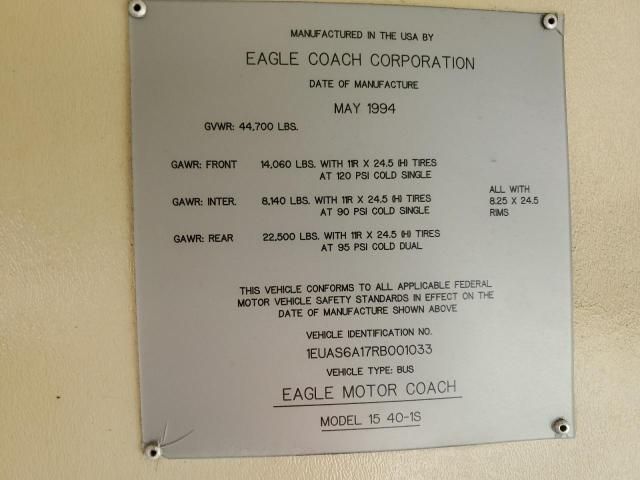 MANUFACTURED IN THE USA BY
EAGLE COACH CORPORATION
DATE OF MANUFACTURE
MAY 1994
GVWR: 44,700 LBS.
GAWR: FRONT 14,060 LBS. WITH 11R X 24.5 (H) TIRES
AT 120 PSI COLD SINGLE
GAWR: INTER. 8,140 LBS. WITH 11R X 24.5 (H) TIRES
AT 90 PSI COLD SINGLE
ALL WITH
8.25 X 24.5
RIMS
GAWR: REAR 22,500 LBS. WITH 11R X 24.5 (H) TIRES
AT 95 PSI COLD DUAL
THIS VEHICLE CONFORMS TO ALL APPLICABLE FEDERAL
MOTOR VEHICLE SAFETY STANDARDS IN EFFECT ON THE
DATE OF MANUFACTURE SHOWN ABOVE
VEHICLE IDENTIFICATION NO.
1EUAS6A17RB001033
VEHICLE TYPE: BUS
EAGLE MOTOR COACH
MODEL 15 40-1S